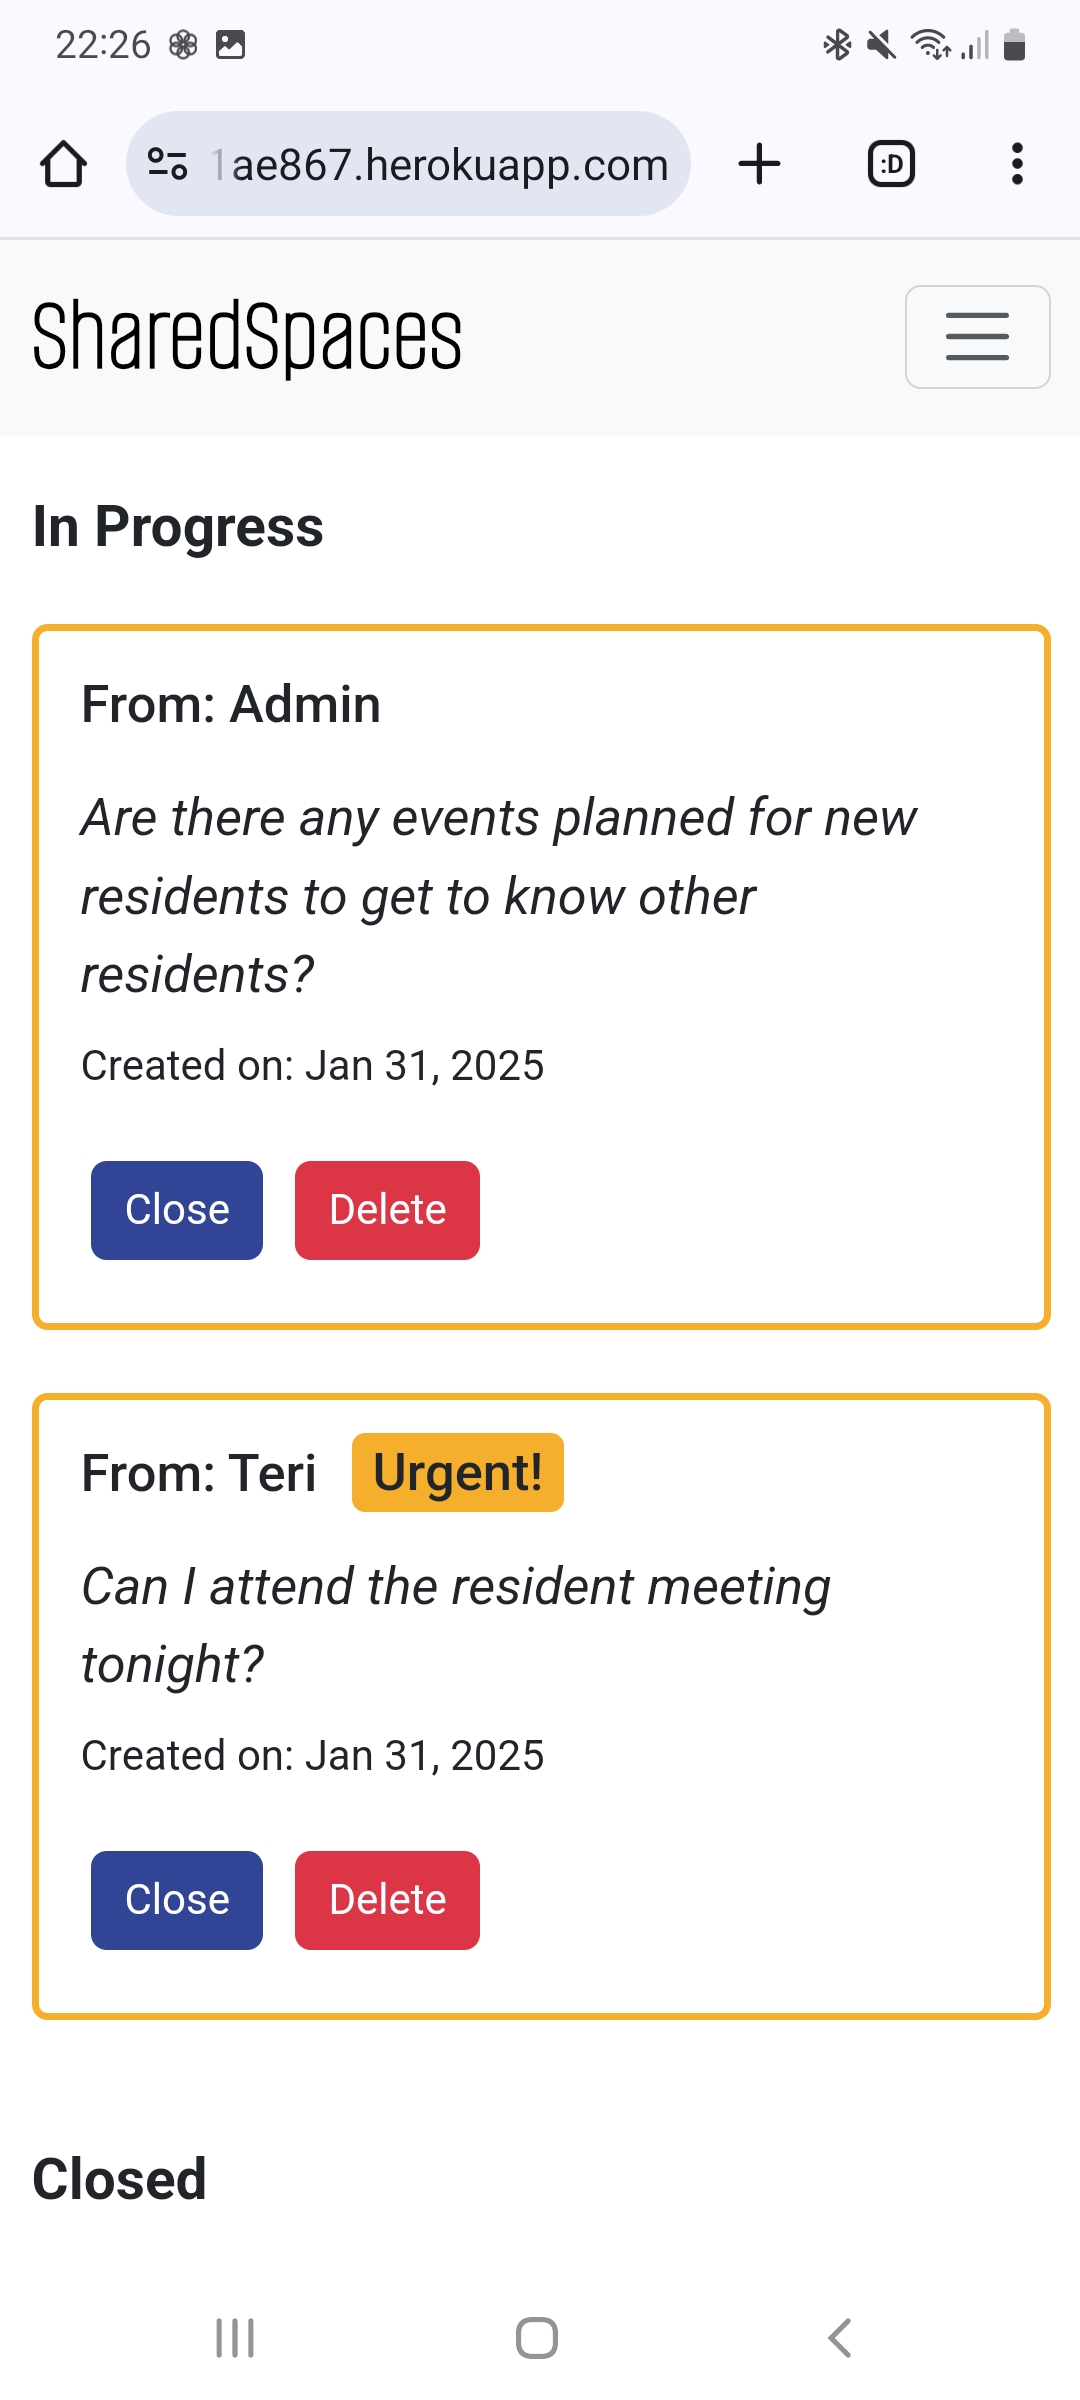 22:26
1ae867.herokuapp.com
:D
SharedSpaces
In Progress
From: Admin
Are there any events planned for new
residents to get to know other
residents?
Created on: Jan 31, 2025
Close Delete
From: Teri Urgent!
Can I attend the resident meeting
tonight?
Created on: Jan 31, 2025
Close Delete
Closed